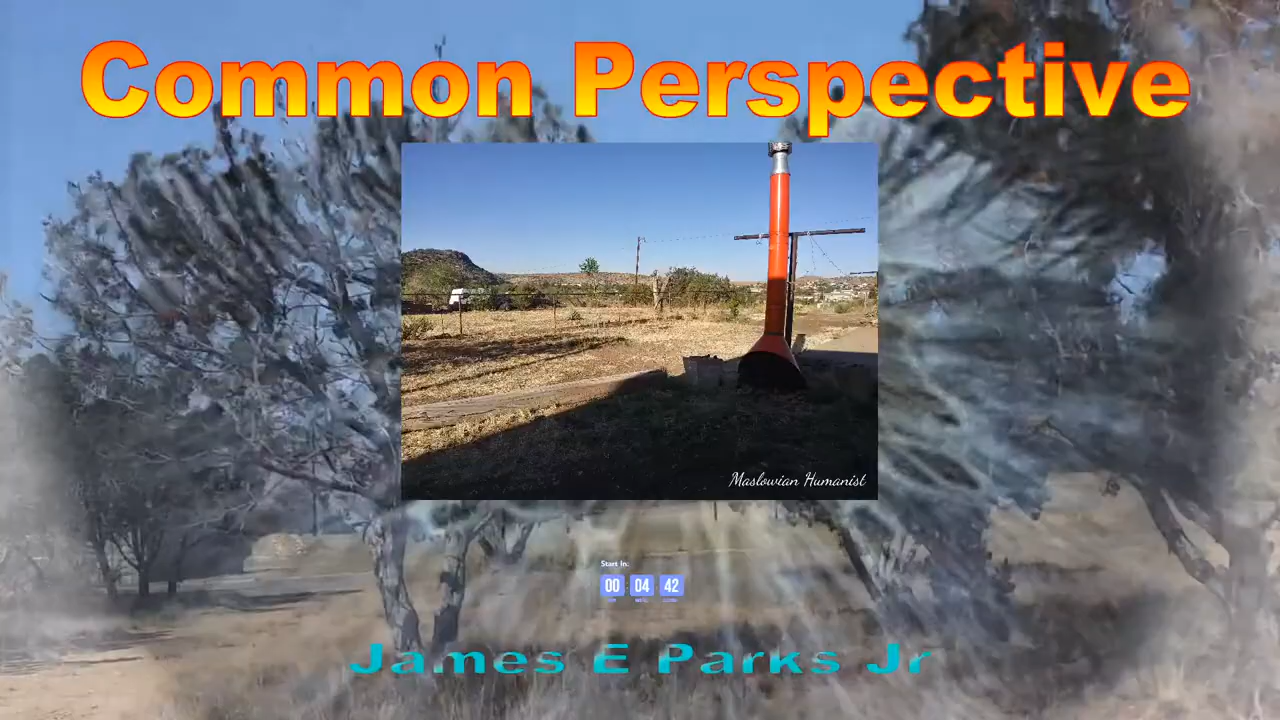 Common Perspective
Maslowian Humanist
Start In:
00 04 42
James E Parks Jr